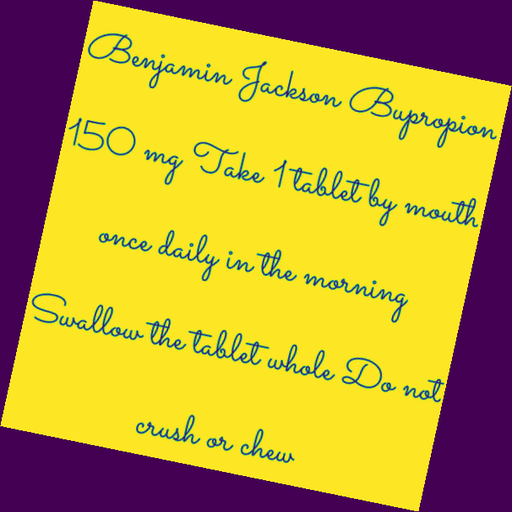 Benjamin Jackson Bupropion
150 mg Take 1 tablet by mouth
once daily in the morning
Swallow the tablet whole Do not
crush or chew